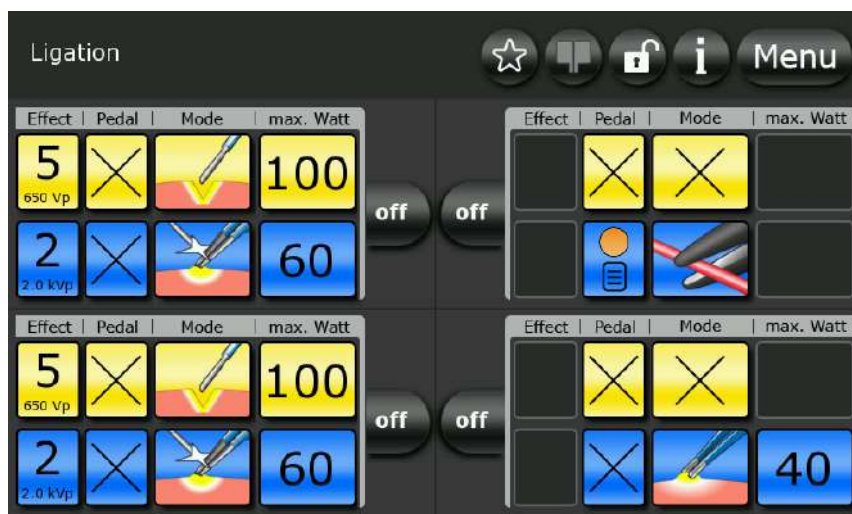 Ligation
i Menu
Effect | Pedal | Mode | max. Watt
5 100
650 Vp
off
2 60
2.0 kVp
Effect | Pedal | Mode | max. Watt
off
Effect | Pedal | Mode | max. Watt
5 100
650 Vp
off
2 60
2.0 kVp
Effect | Pedal | Mode | max. Watt
off
40